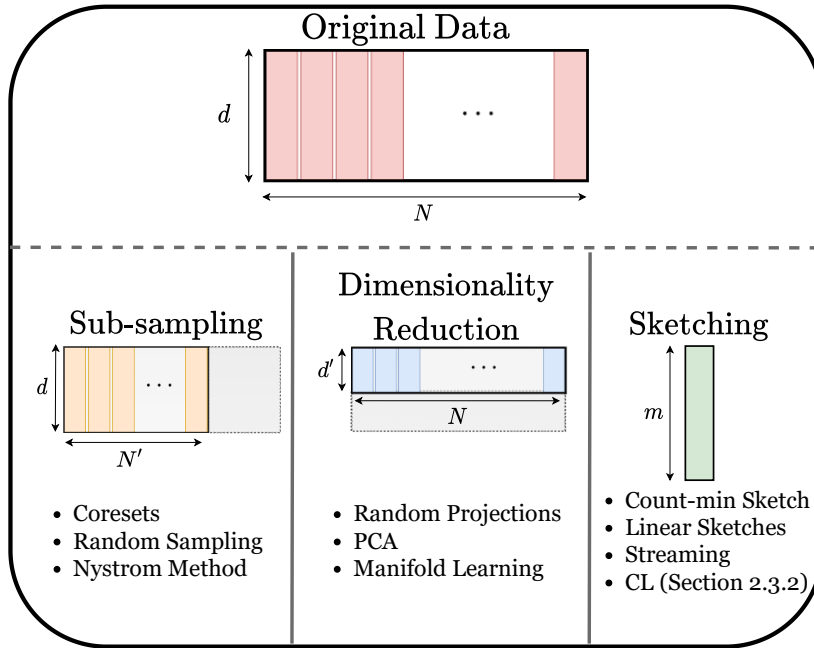 Original Data
d
...
N
Sub-sampling
d
...
N′
• Coresets
• Random Sampling
• Nystrom Method
Dimensionality
Reduction
d′
...
N
• Random Projections
• PCA
• Manifold Learning
Sketching
m
• Count-min Sketch
• Linear Sketches
• Streaming
• CL (Section 2.3.2)